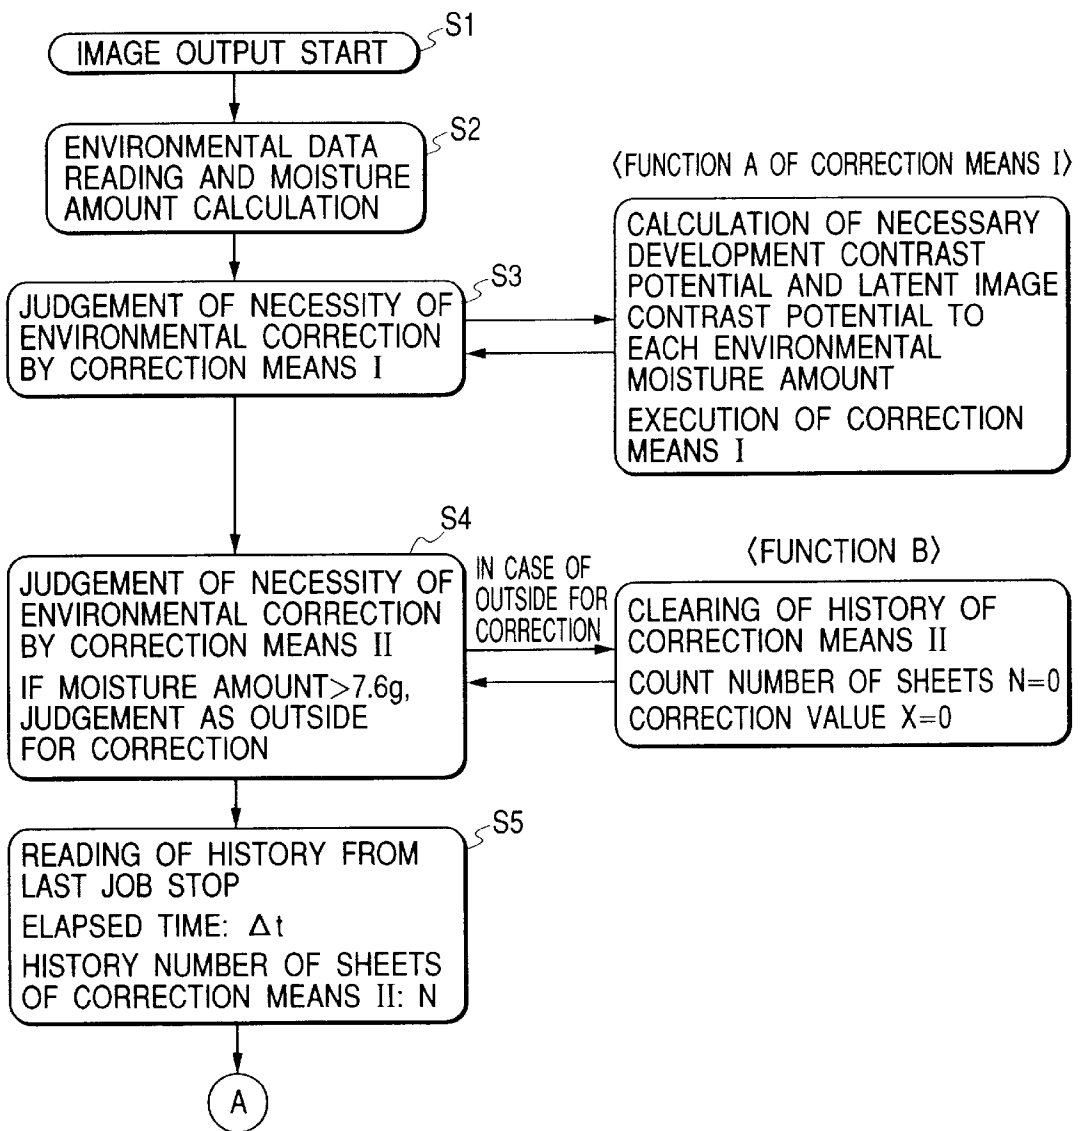 S1
IMAGE OUTPUT START
S2
ENVIRONMENTAL DATA
READING AND MOISTURE
AMOUNT CALCULATION
S3
JUDGEMENT OF NECESSITY OF
ENVIRONMENTAL CORRECTION
BY CORRECTION MEANS I
〈FUNCTION A OF CORRECTION MEANS I〉
CALCULATION OF NECESSARY
DEVELOPMENT CONTRAST
POTENTIAL AND LATENT IMAGE
CONTRAST POTENTIAL TO
EACH ENVIRONMENTAL
MOISTURE AMOUNT
EXECUTION OF CORRECTION
MEANS I
S4
JUDGEMENT OF NECESSITY OF
ENVIRONMENTAL CORRECTION
BY CORRECTION MEANS II
IF MOISTURE AMOUNT>7.6g,
JUDGEMENT AS OUTSIDE
FOR CORRECTION
IN CASE OF
OUTSIDE FOR
CORRECTION
〈FUNCTION B〉
CLEARING OF HISTORY OF
CORRECTION MEANS II
COUNT NUMBER OF SHEETS N=0
CORRECTION VALUE X=0
S5
READING OF HISTORY FROM
LAST JOB STOP
ELAPSED TIME: Δt
HISTORY NUMBER OF SHEETS
OF CORRECTION MEANS II: N
A